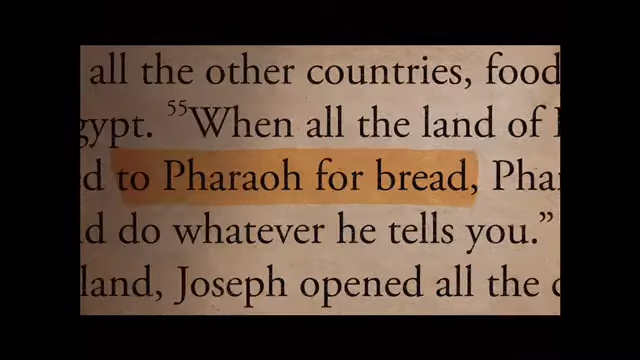 all the other countries, food
gypt. 55When all the land of
d to Pharaoh for bread, Phar
d do whatever he tells you.”
land, Joseph opened all the